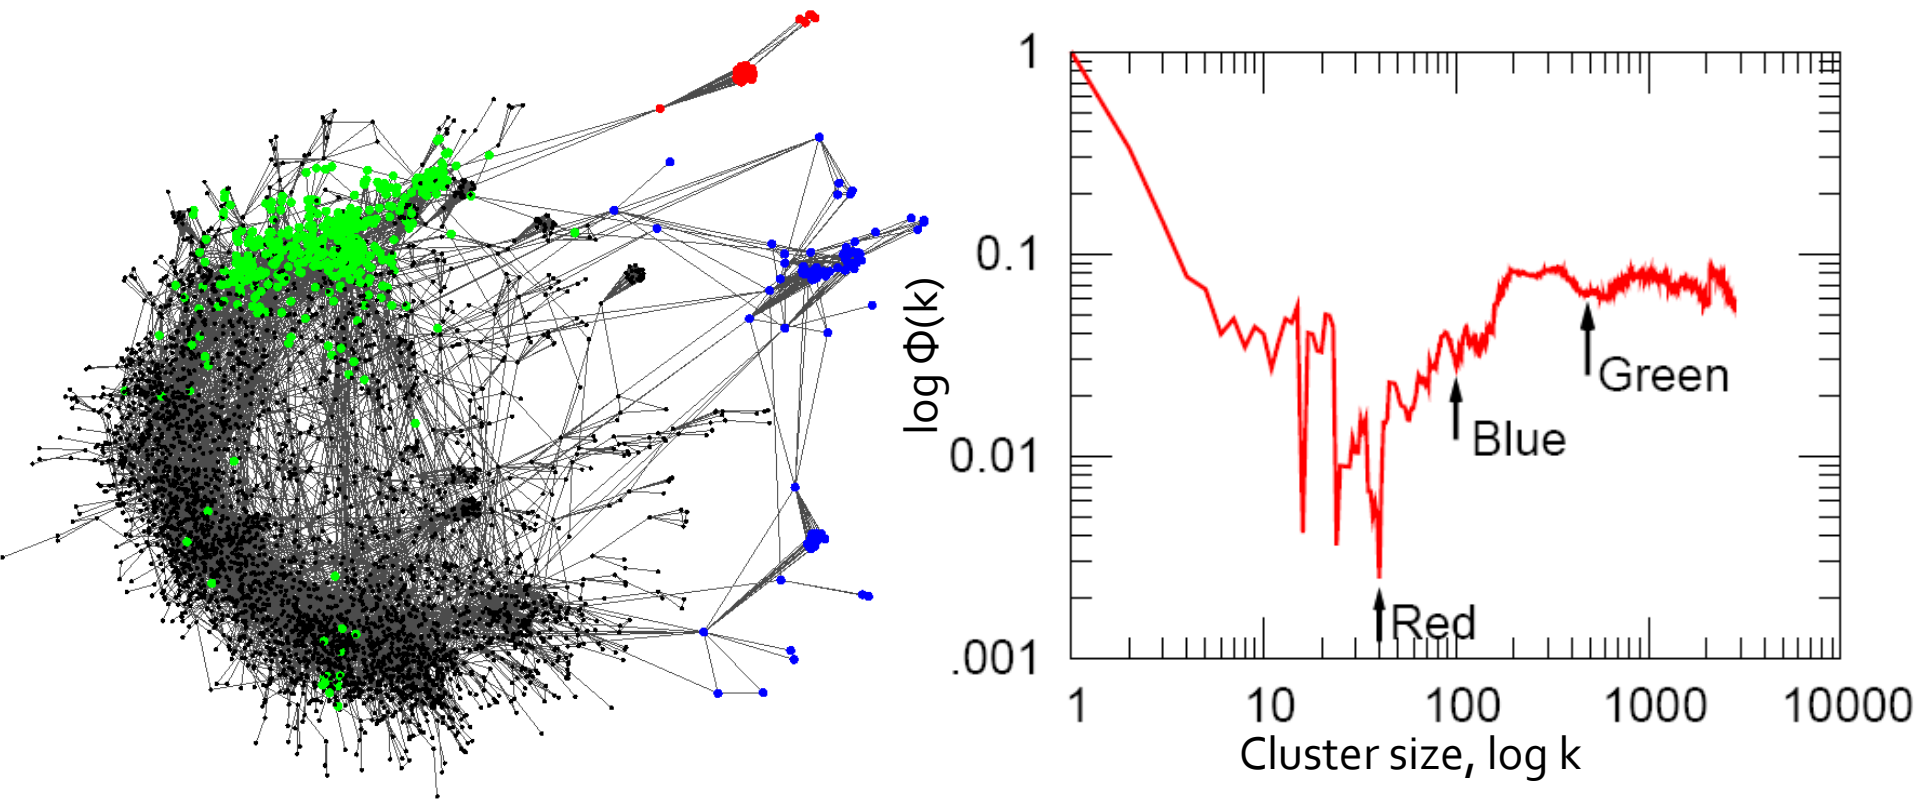 1
0.1
0.01
.001
log Φ(k)
Green
Blue
Red
1 10 100 1000 10000
Cluster size, log k